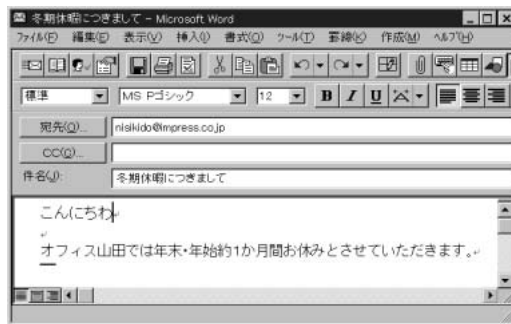 冬期休暇につきまして - Microsoft Word
ファイル(F) 編集(E) 表示(V) 挿入(I) 書式(O) ツール(T) 罫線(K) 作成(M) ヘルプ(H)
標準 MS Pゴシック 12 B I U A
宛先(O)... nisikido@impress.co.jp
CC(C)...
件名(J): 冬期休暇につきまして
こんにちわ
オフィス山田では年末・年始約1か月間お休みとさせていただきます。